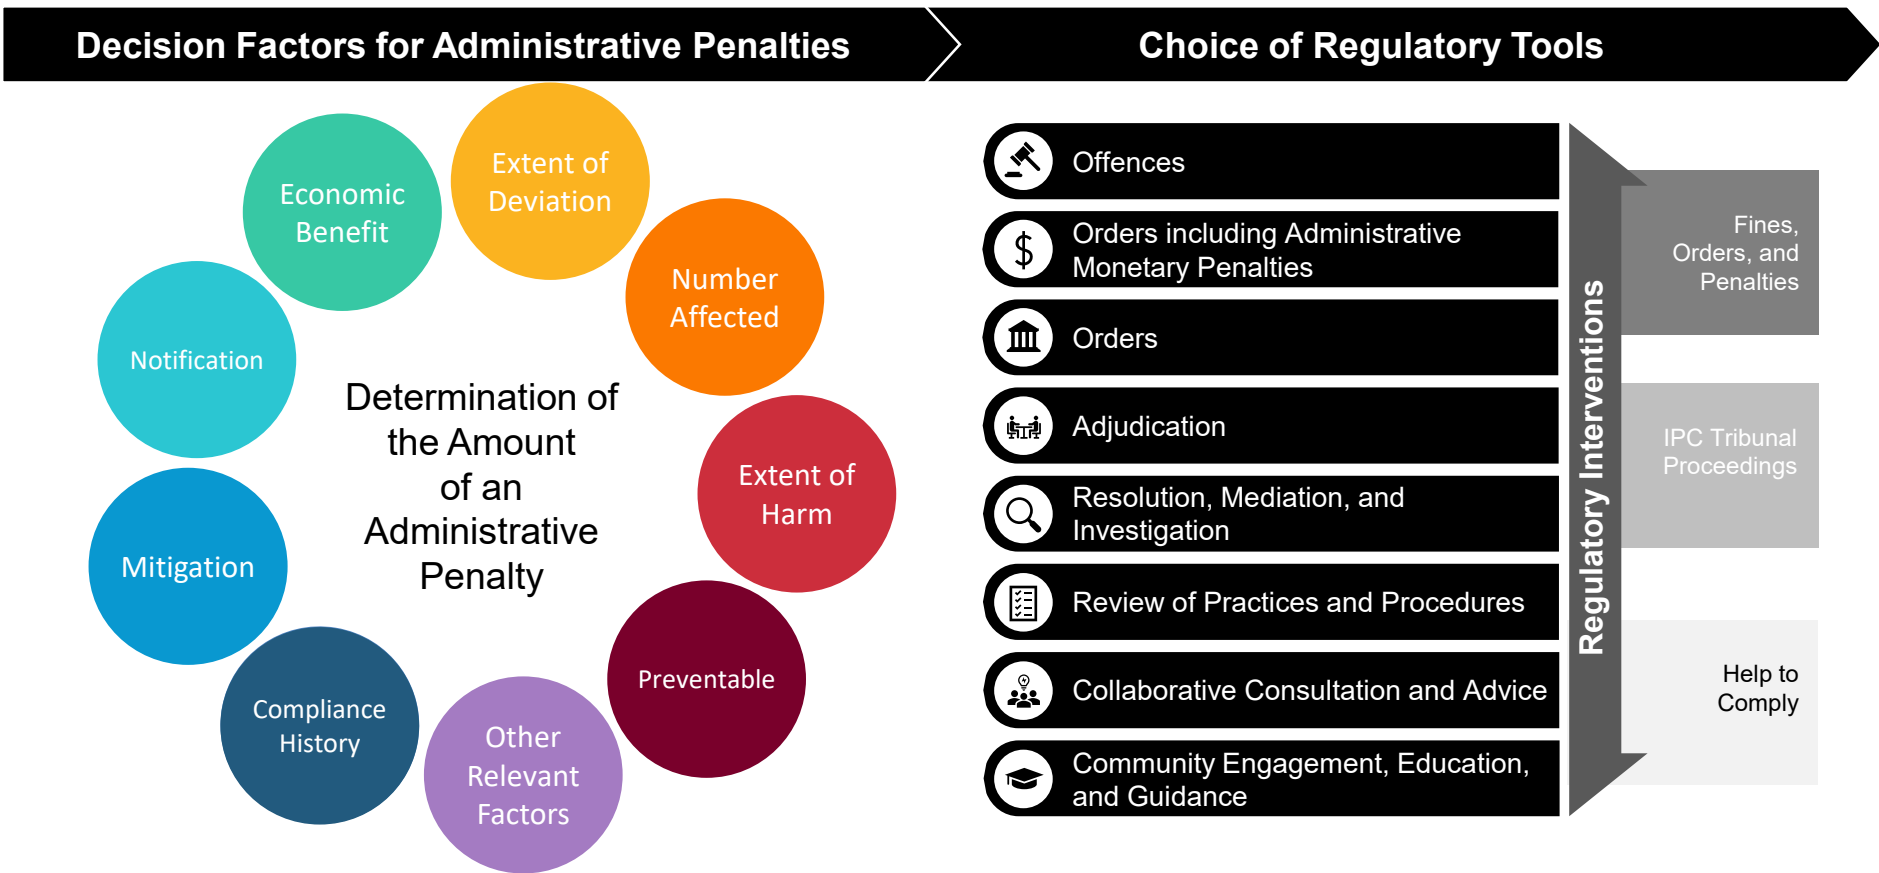 Decision Factors for Administrative Penalties
Choice of Regulatory Tools
Extent of
Deviation
Number
Affected
Extent of
Harm
Preventable
Other
Relevant
Factors
Compliance
History
Mitigation
Notification
Economic
Benefit
Determination of
the Amount
of an
Administrative
Penalty
Offences
$
Orders including Administrative
Monetary Penalties
Orders
Adjudication
Resolution, Mediation, and
Investigation
Review of Practices and Procedures
Collaborative Consultation and Advice
Community Engagement, Education,
and Guidance
Regulatory Interventions
Fines,
Orders, and
Penalties
IPC Tribunal
Proceedings
Help to
Comply